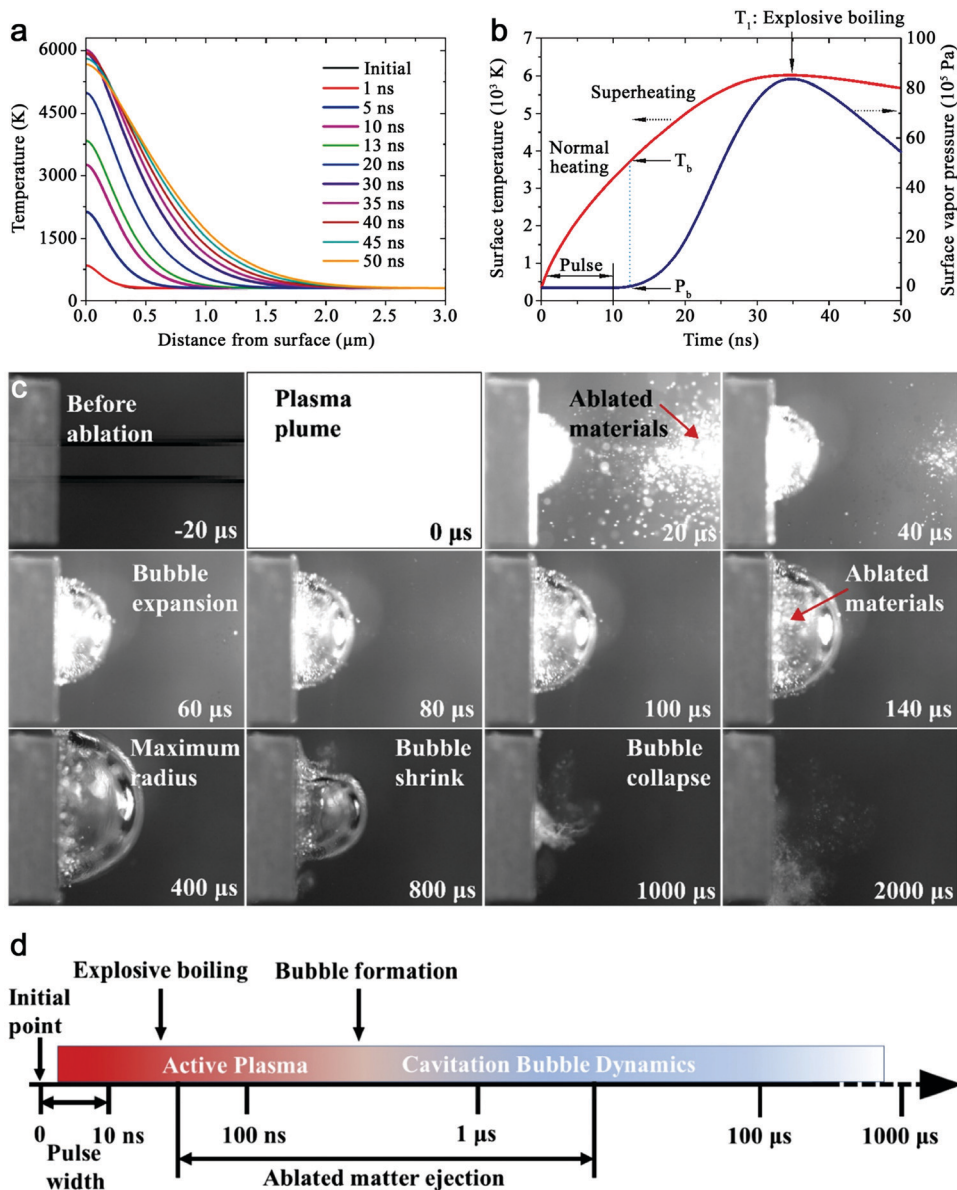 a
6000
4500
3000
1500
0
Temperature (K)
0.0 0.5 1.0 1.5 2.0 2.5 3.0
Distance from surface (μm)
Initial
1 ns
5 ns
10 ns
13 ns
20 ns
30 ns
35 ns
40 ns
45 ns
50 ns
b
T1: Explosive boiling
7
6
5
4
3
2
1
0
Surface temperature (10³ K)
100
80
60
40
20
0
Surface vapor pressure (10⁵ Pa)
Superheating
Normal
heating
Tb
Pulse
Pb
0 10 20 30 40 50
Time (ns)
c
Before
ablation
-20 μs
Plasma
plume
0 μs
Ablated
materials
20 μs
40 μs
Bubble
expansion
60 μs
80 μs
100 μs
Ablated
materials
140 μs
Maximum
radius
400 μs
Bubble
shrink
800 μs
Bubble
collapse
1000 μs
2000 μs
d
Explosive boiling
Bubble formation
Initial
point
Active Plasma
Cavitation Bubble Dynamics
0 10 ns 100 ns 1 μs 100 μs 1000 μs
Pulse
width
Ablated matter ejection